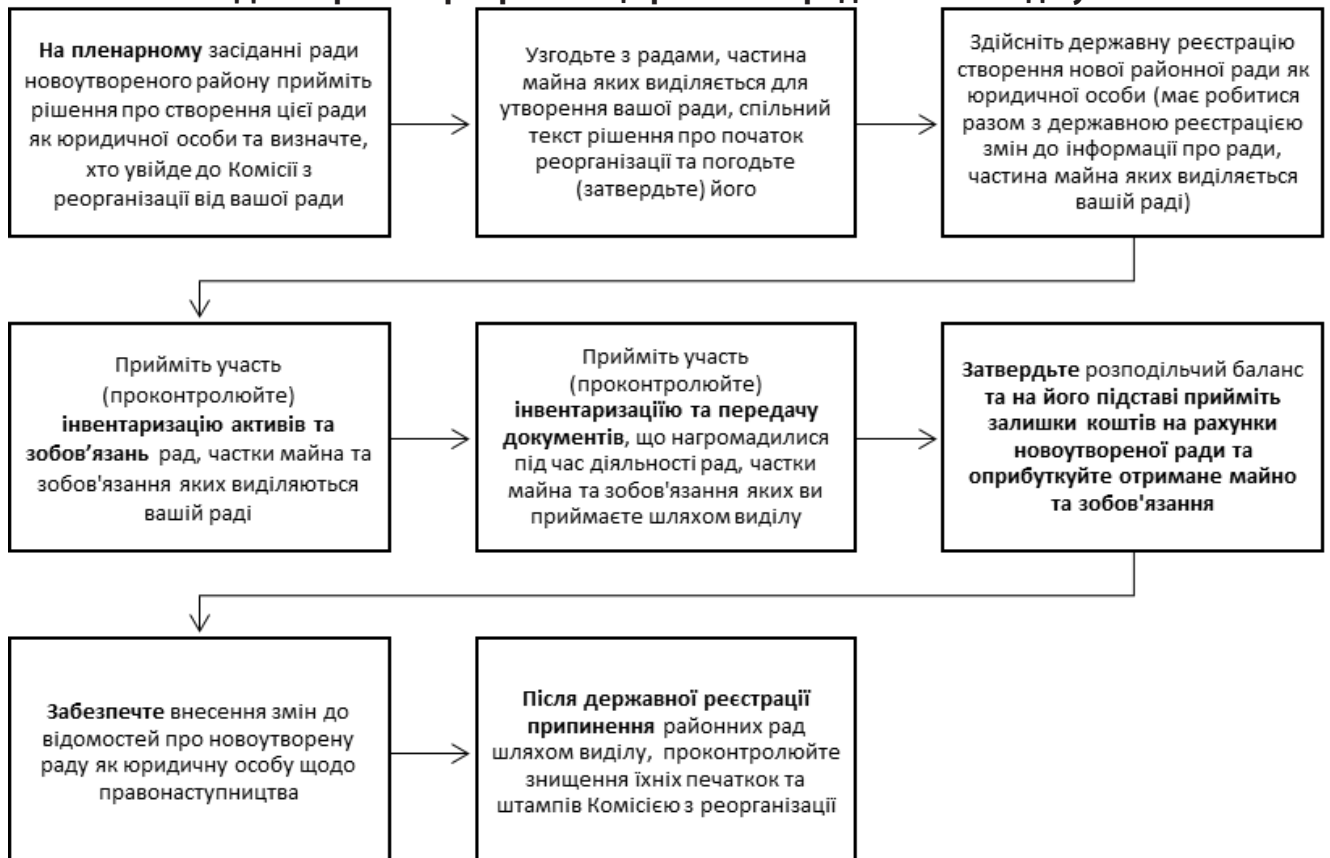 На пленарному засіданні ради
новоутвореного району прийміть
рішення про створення цієї ради
як юридичної особи та визначте,
хто увійде до Комісії з
реорганізації від вашої ради
Узгодьте з радами, частина
майна яких виділяється для
утворення вашої ради, спільний
текст рішення про початок
реорганізації та погодьте
(затвердьте) його
Здійсніть державну реєстрацію
створення нової районної ради як
юридичної особи (має робитися
разом з державною реєстрацією
змін до інформації про ради,
частина майна яких виділяється
вашій раді)
Прийміть участь
(проконтролюйте)
інвентаризацію активів та
зобов’язань рад, частки майна та
зобов'язання яких виділяються
вашій раді
Прийміть участь
(проконтролюйте)
інвентаризаціїю та передачу
документів, що нагромадилися
під час діяльності рад, частки
майна та зобов'язання яких ви
приймаєте шляхом виділу
Затвердьте розподільчий баланс
та на його підставі прийміть
залишки коштів на рахунки
новоутвореної ради та
оприбуткуйте отримане майно
та зобов'язання
Забезпечте внесення змін до
відомостей про новоутворену
раду як юридичну особу щодо
правонаступництва
Після державної реєстрації
припинення районних рад
шляхом виділу, проконтролюйте
знищення їхніх печаток та
штампів Комісією з реорганізації